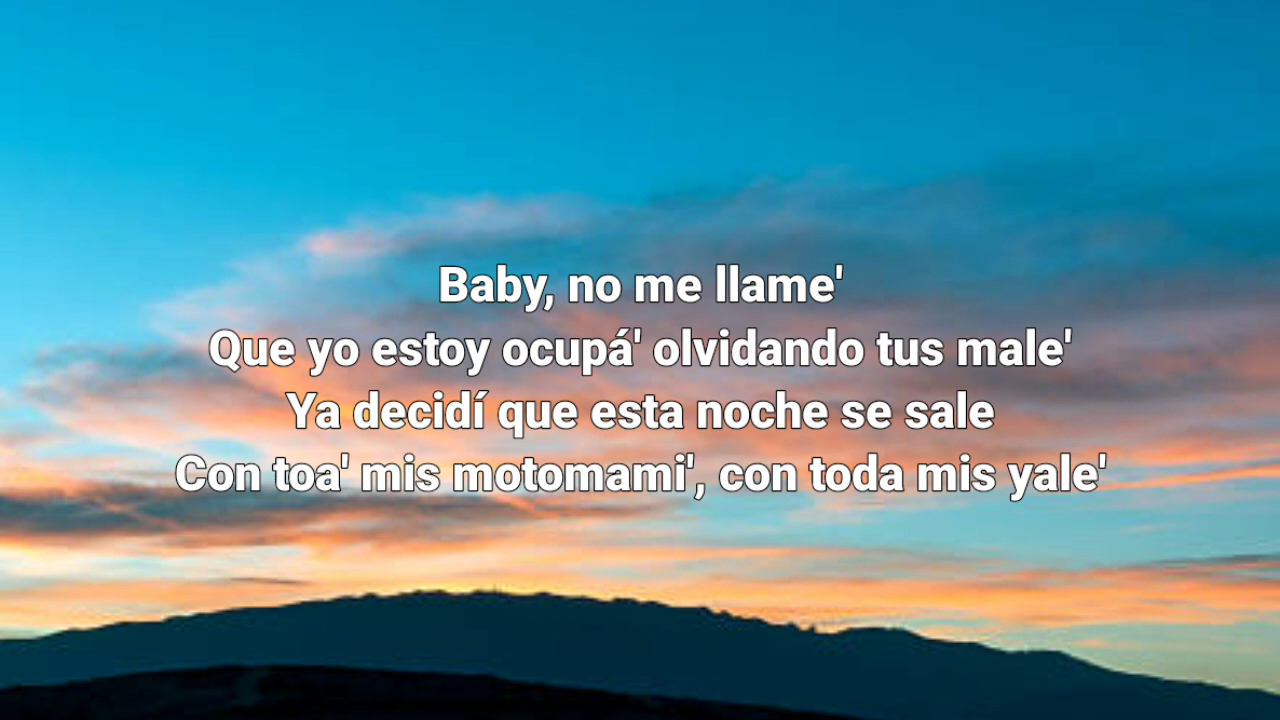 Baby, no me llame'
Que yo estoy ocupá' olvidando tus male'
Ya decidí que esta noche se sale
Con toa' mis motomami', con toda mis yale'